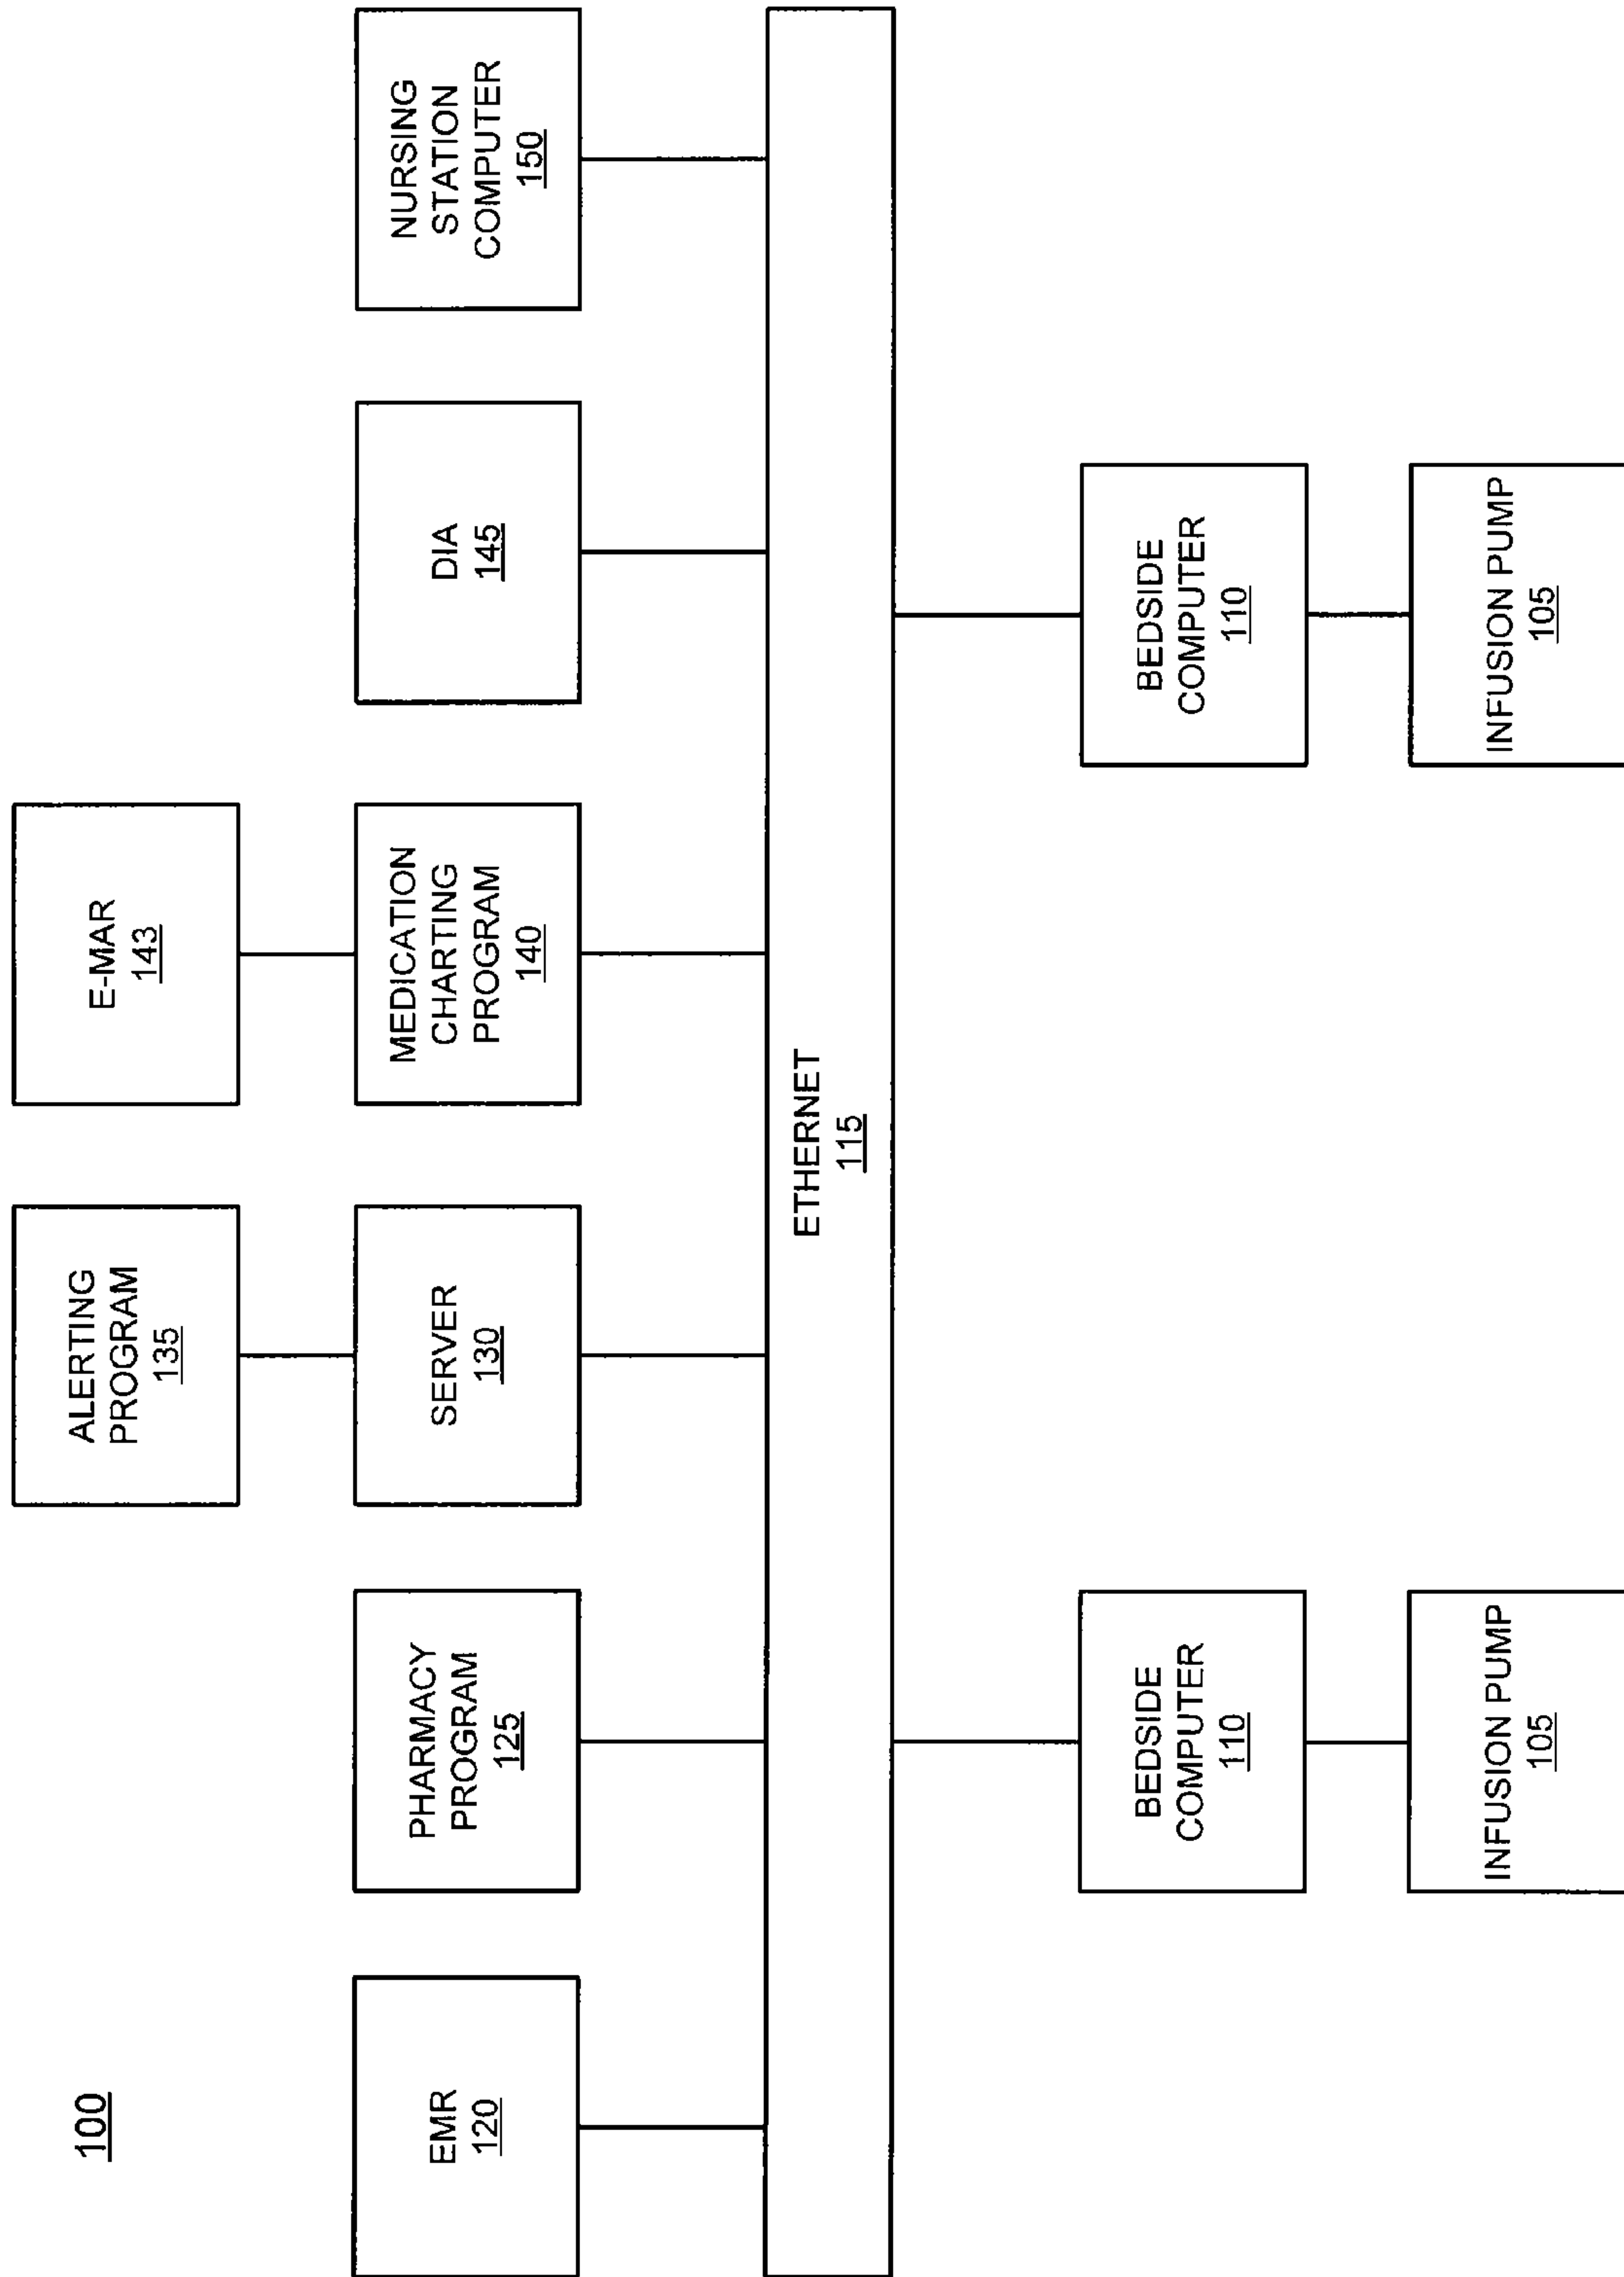 100
ALERTING
PROGRAM
135
E-MAR
143
EMR
120
PHARMACY
PROGRAM
125
SERVER
130
MEDICATION
CHARTING
PROGRAM
140
DIA
145
NURSING
STATION
COMPUTER
150
ETHERNET
115
BEDSIDE
COMPUTER
110
BEDSIDE
COMPUTER
110
INFUSION PUMP
105
INFUSION PUMP
105